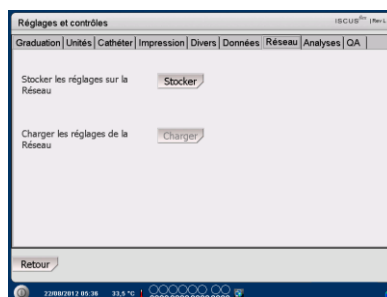 Réglages et contrôles ISCUSflex
Graduation Unités Cathéter Impression Divers Données Réseau Analyses QA
Stocker les réglages sur la Réseau Stocker
Charger les réglages de la Réseau Charger
Retour
22/08/2012 05:36 33,5 °C